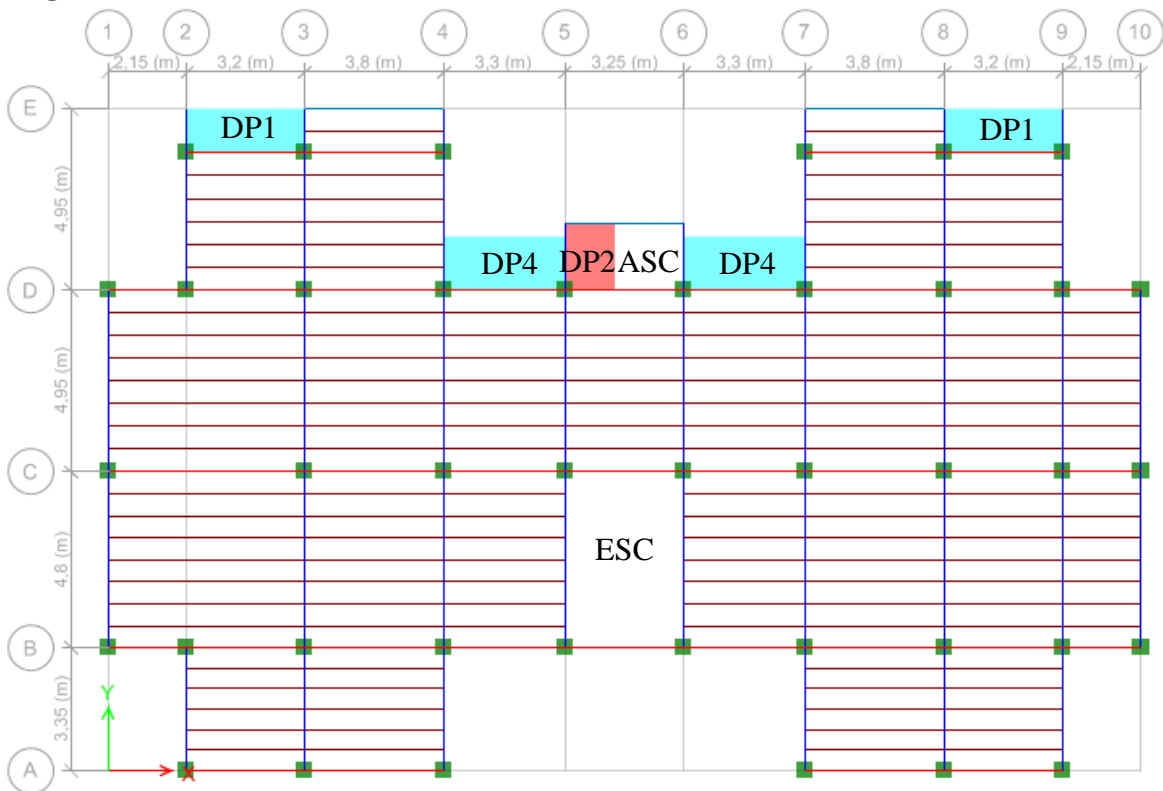 1 2 3 4 5 6 7 8 9 10
2,15 (m) 3,2 (m) 3,8 (m) 3,3 (m) 3,25 (m) 3,3 (m) 3,8 (m) 3,2 (m) 2,15 (m)
E
DP1 DP1
4,95 (m)
DP4 DP2 ASC DP4
D
4,95 (m)
C
4,8 (m)
ESC
B
3,35 (m)
Y
A
X